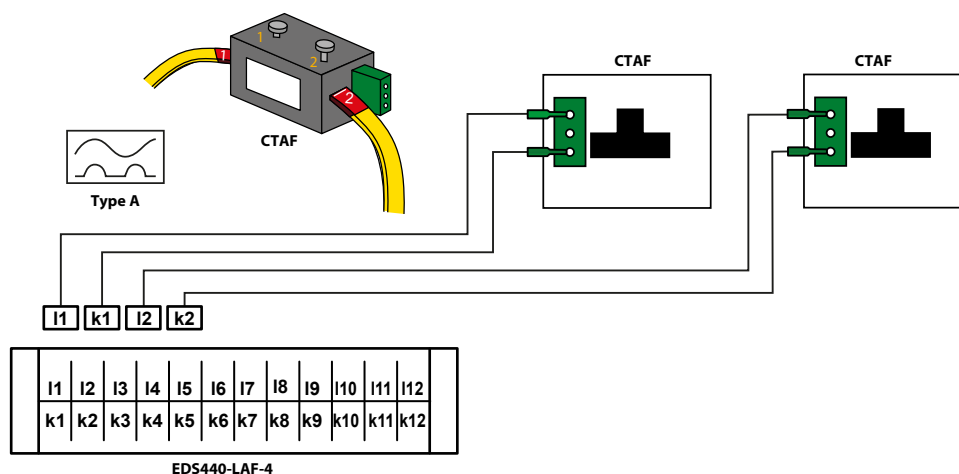 CTAF
CTAF
1
2
1
2
CTAF
Type A
l1 k1 l2 k2
l1 l2 l3 l4 l5 l6 l7 l8 l9 l10 l11 l12
k1 k2 k3 k4 k5 k6 k7 k8 k9 k10 k11 k12
EDS440-LAF-4